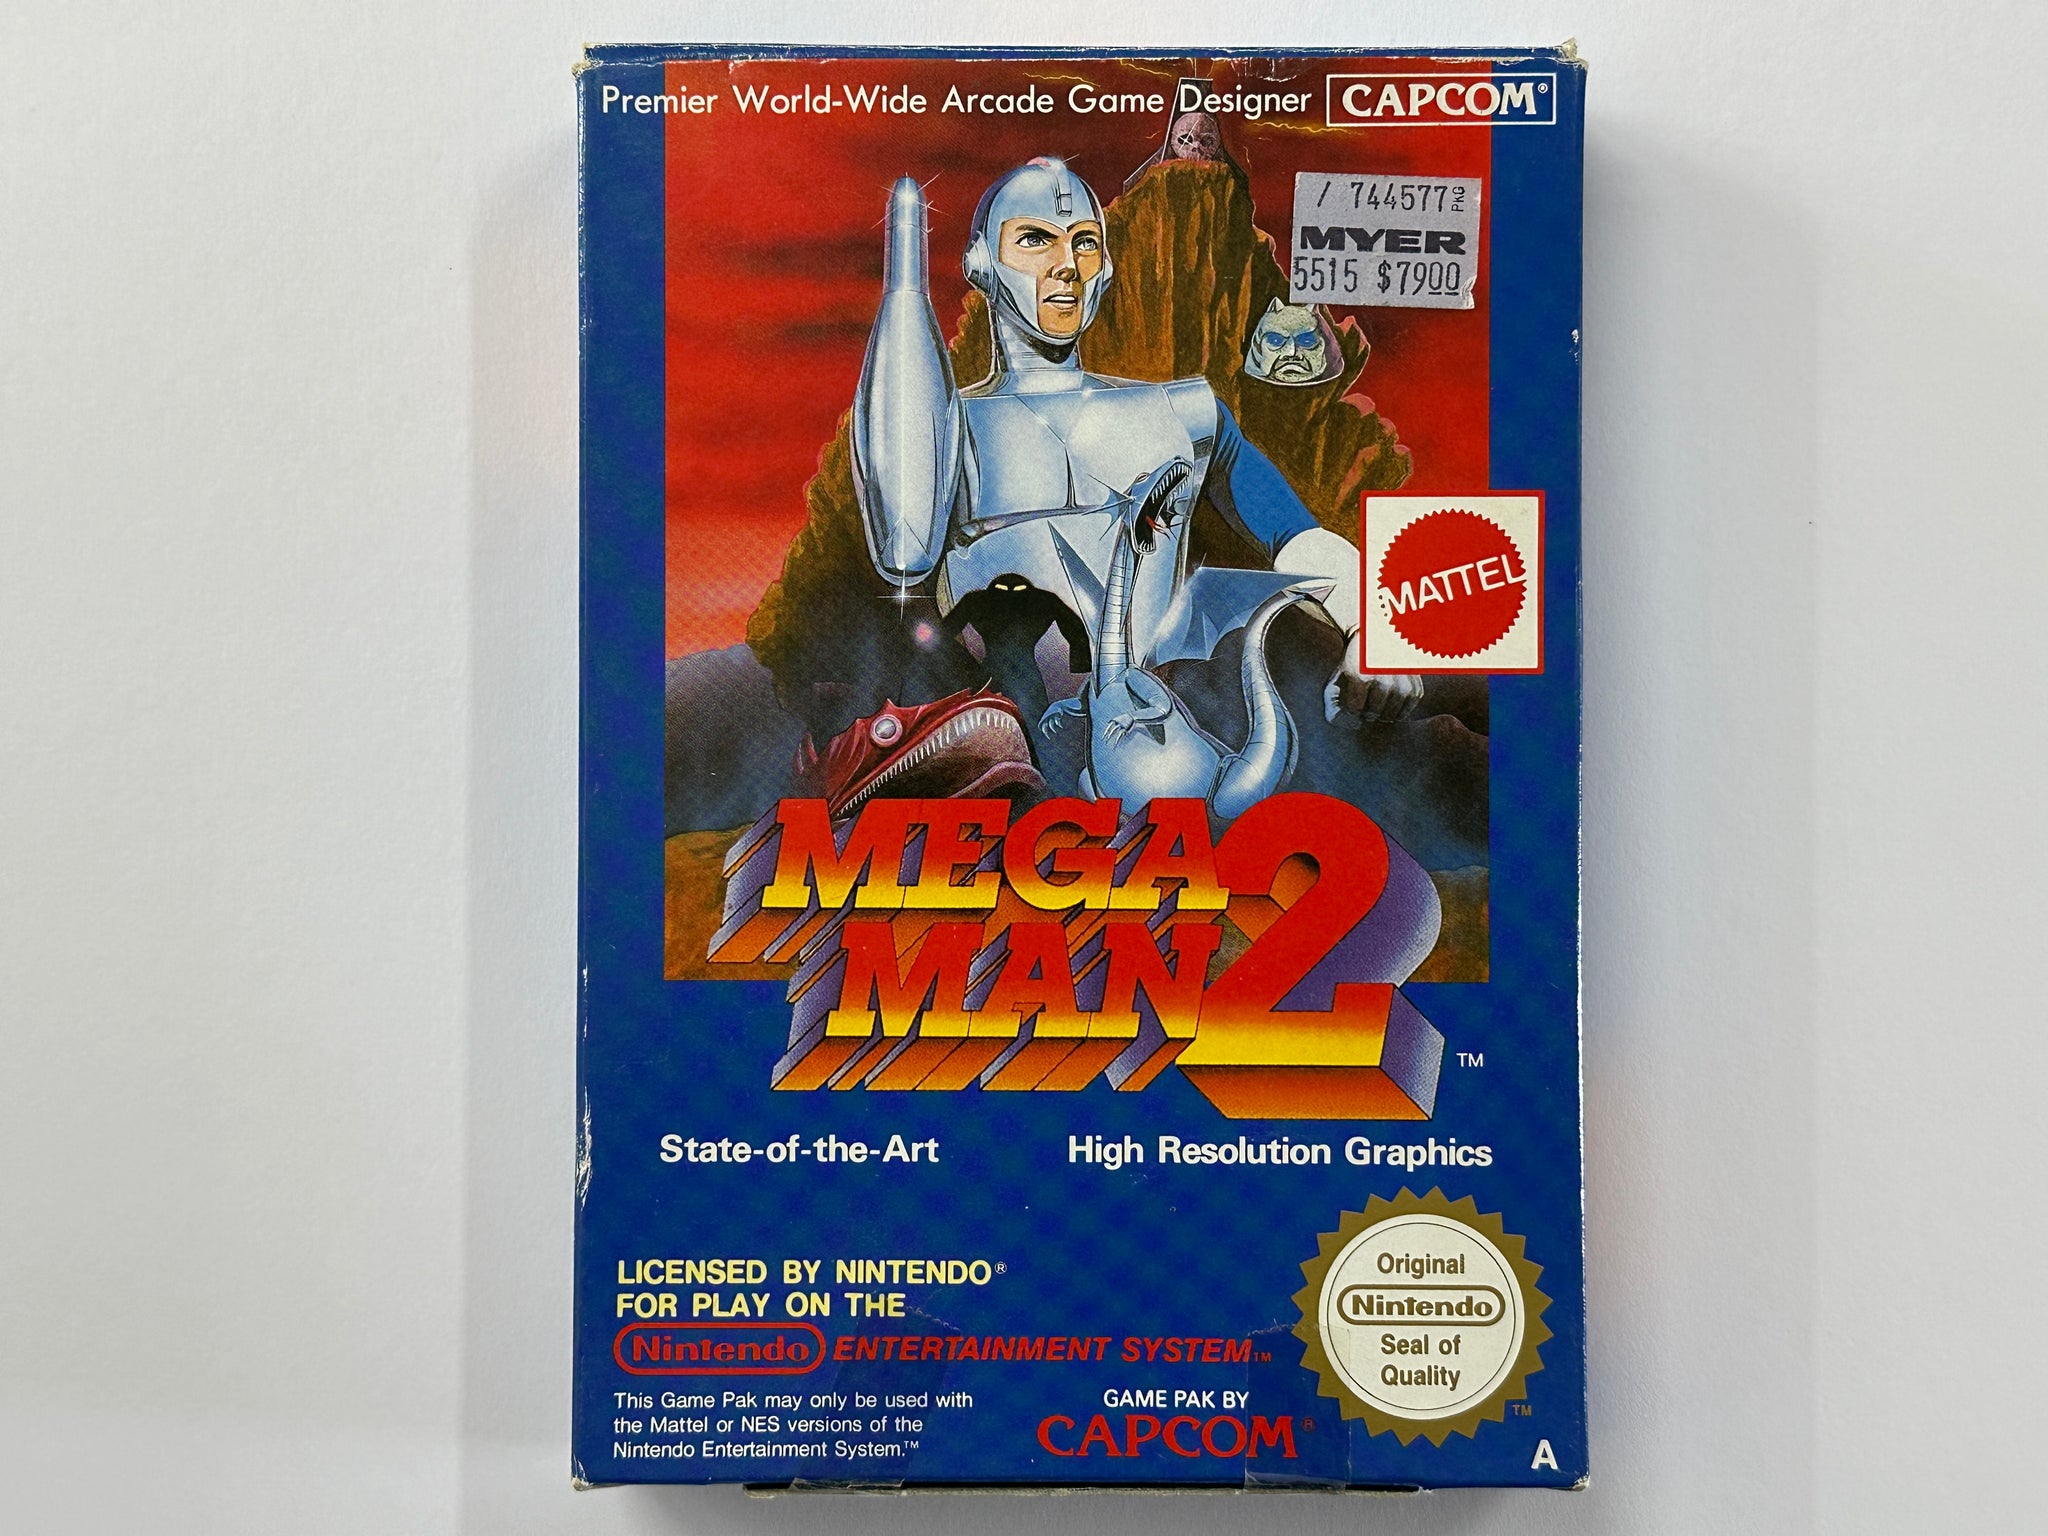 Premier World-Wide Arcade Game Designer CAPCOM®
/ 744577 PKG
MYER
5515 $7900
MATTEL
MEGA
MAN 2
TM
State-of-the-Art High Resolution Graphics
LICENSED BY NINTENDO®
FOR PLAY ON THE
Nintendo ENTERTAINMENT SYSTEM™
This Game Pak may only be used with
the Mattel or NES versions of the
Nintendo Entertainment System.™
GAME PAK BY
CAPCOM®
Original
Nintendo
Seal of
Quality
TM
A